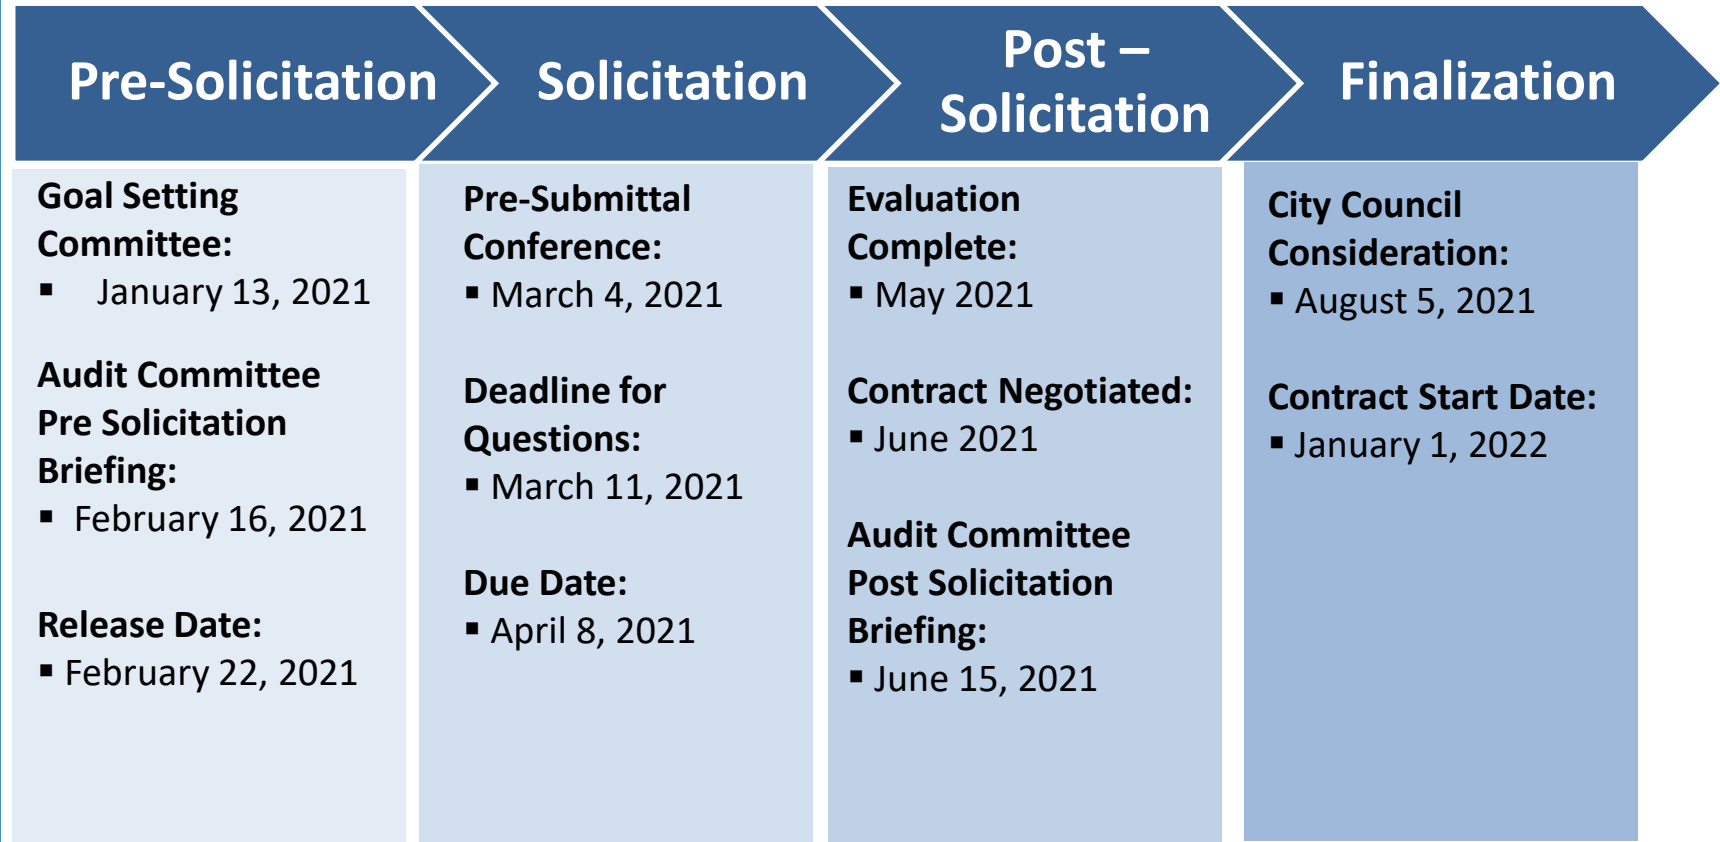 Pre-Solicitation
Solicitation
Post –
Solicitation
Finalization
Goal Setting
Committee:
▪ January 13, 2021
Audit Committee
Pre Solicitation
Briefing:
▪ February 16, 2021
Release Date:
▪ February 22, 2021
Pre-Submittal
Conference:
▪ March 4, 2021
Deadline for
Questions:
▪ March 11, 2021
Due Date:
▪ April 8, 2021
Evaluation
Complete:
▪ May 2021
Contract Negotiated:
▪ June 2021
Audit Committee
Post Solicitation
Briefing:
▪ June 15, 2021
City Council
Consideration:
▪ August 5, 2021
Contract Start Date:
▪ January 1, 2022